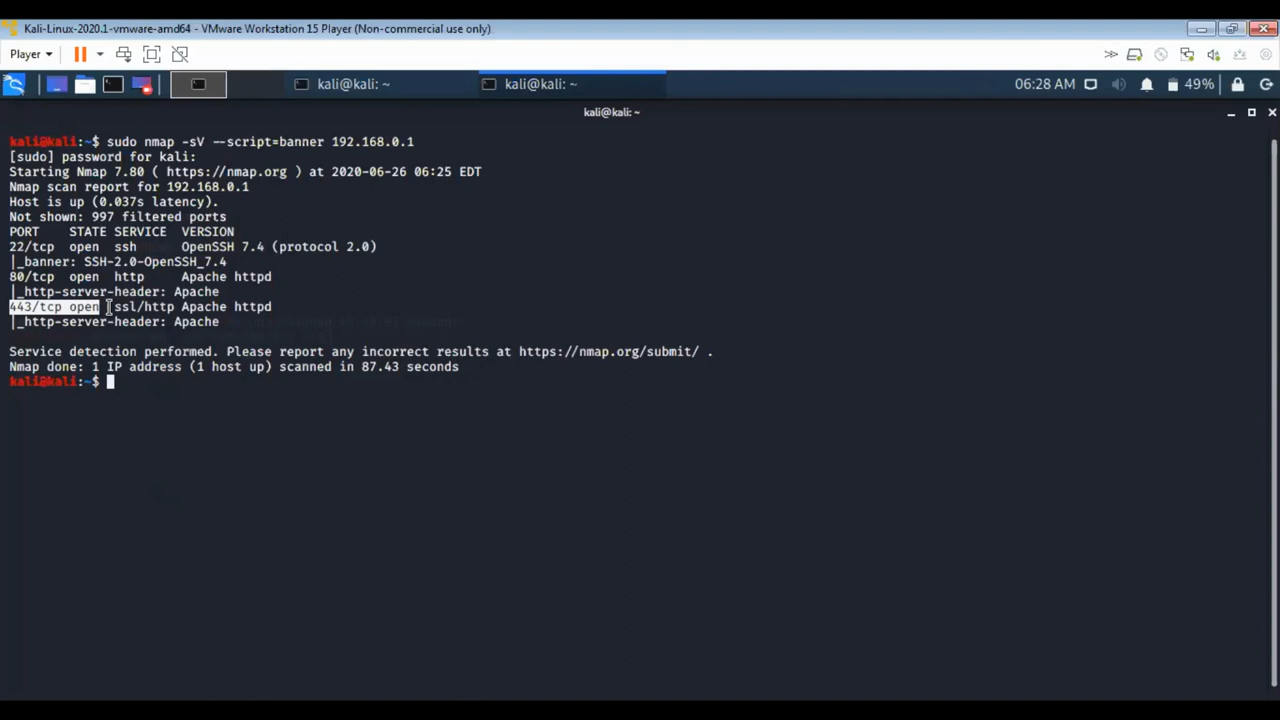 Kali-Linux-2020.1-vmware-amd64 - VMware Workstation 15 Player (Non-commercial use only)
Player
kali@kali: ~
kali@kali: ~
06:28 AM
49%
kali@kali: ~
kali@kali:~$ sudo nmap -sV --script=banner 192.168.0.1
[sudo] password for kali:
Starting Nmap 7.80 ( https://nmap.org ) at 2020-06-26 06:25 EDT
Nmap scan report for 192.168.0.1
Host is up (0.037s latency).
Not shown: 997 filtered ports
PORT    STATE SERVICE  VERSION
22/tcp  open  ssh      OpenSSH 7.4 (protocol 2.0)
|_banner: SSH-2.0-OpenSSH_7.4
80/tcp  open  http     Apache httpd
|_http-server-header: Apache
443/tcp open  ssl/http Apache httpd
|_http-server-header: Apache
Service detection performed. Please report any incorrect results at https://nmap.org/submit/ .
Nmap done: 1 IP address (1 host up) scanned in 87.43 seconds
kali@kali:~$